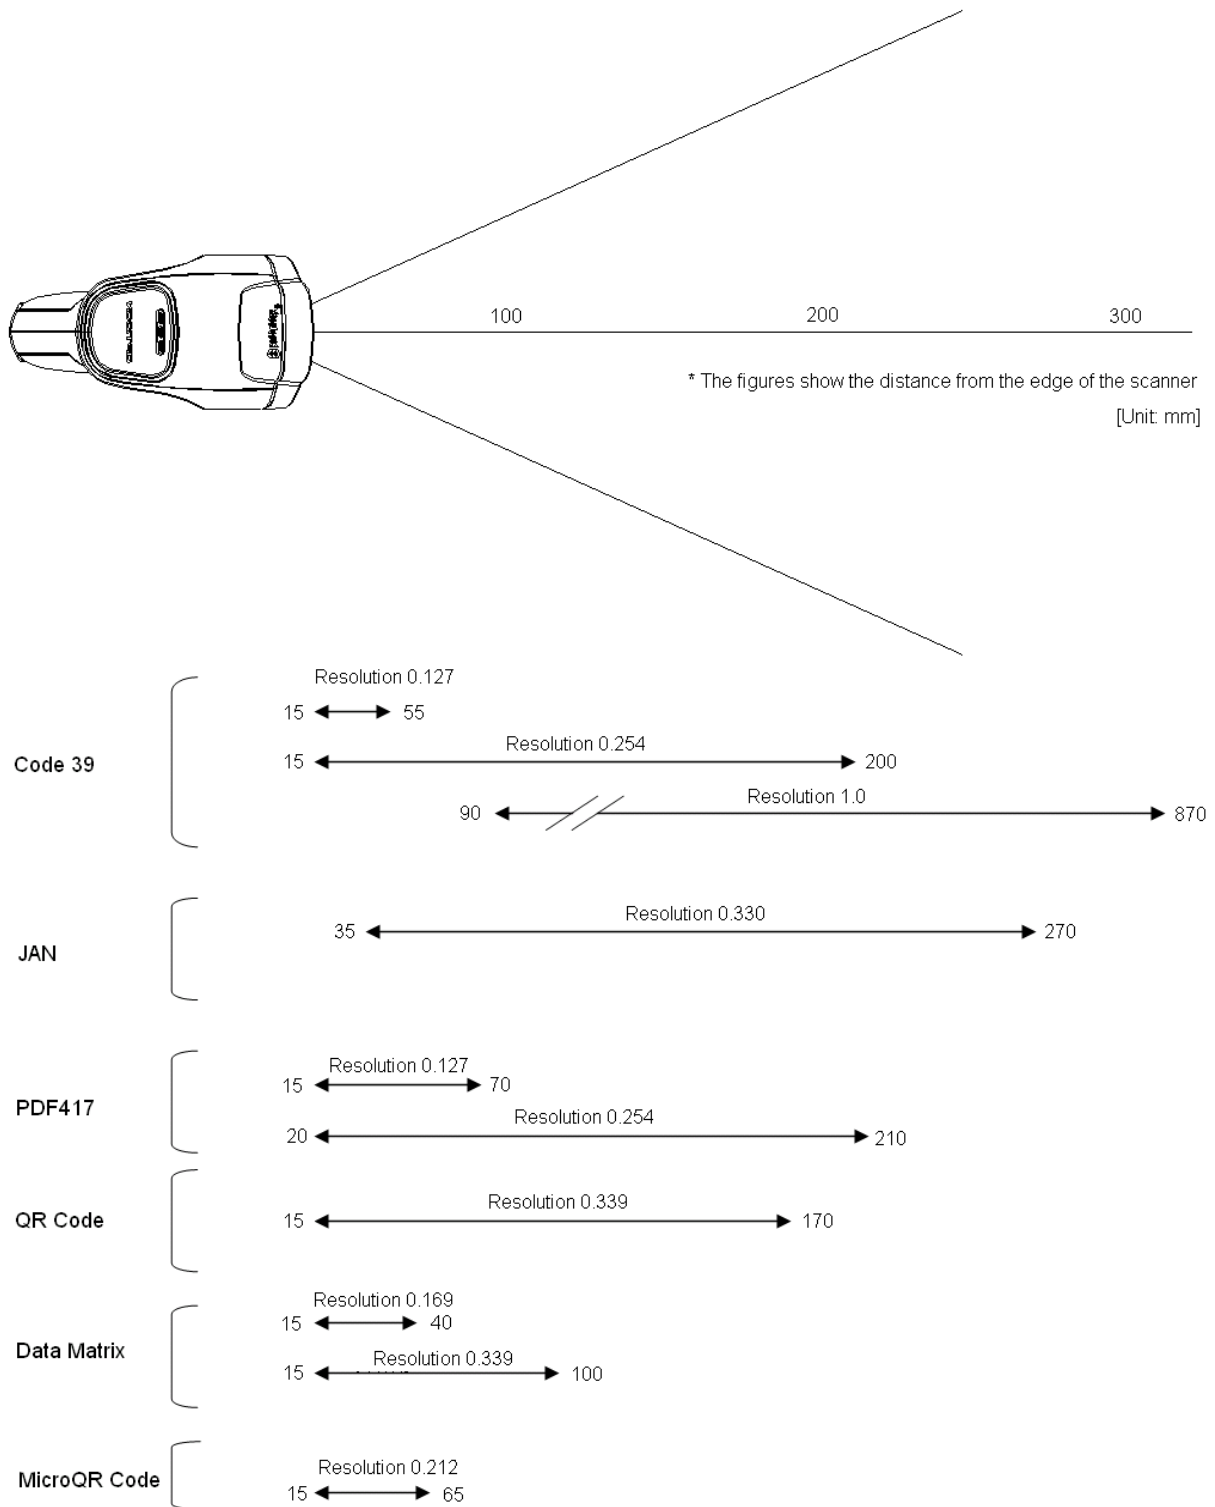 100 200 300
* The figures show the distance from the edge of the scanner
[Unit: mm]
Code 39
Resolution 0.127
15 55
Resolution 0.254
15 200
Resolution 1.0
90 870
JAN
Resolution 0.330
35 270
PDF417
Resolution 0.127
15 70
Resolution 0.254
20 210
QR Code
Resolution 0.339
15 170
Data Matrix
Resolution 0.169
15 40
Resolution 0.339
15 100
MicroQR Code
Resolution 0.212
15 65